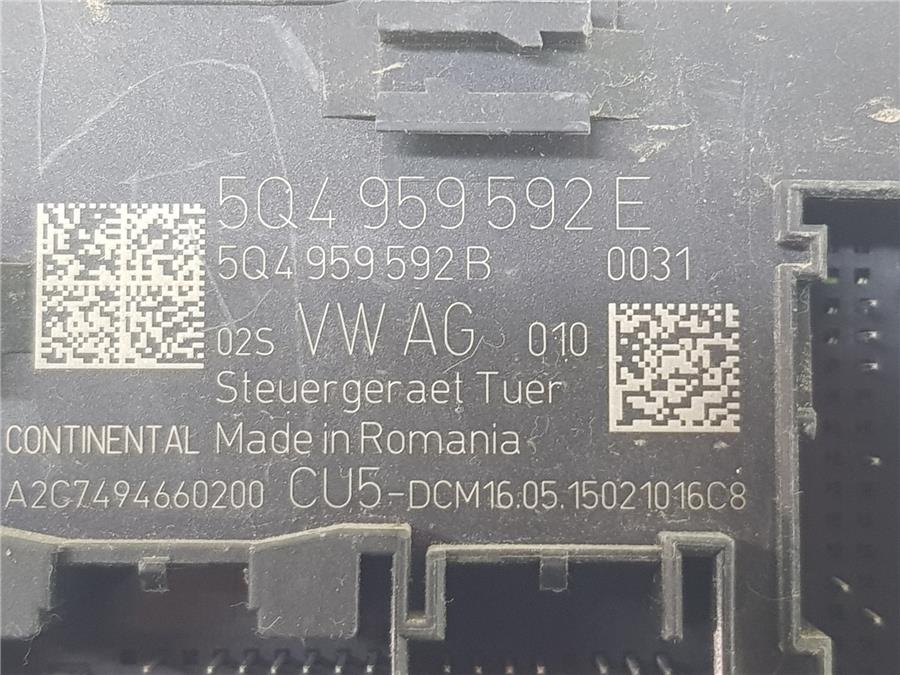 5Q4 959 592 E
5Q4 959 592 B 0031
02S VW AG 010
Steuergeraet Tuer
CONTINENTAL Made in Romania
A2C7494660200 CU5-DCM16.05.15021016C8